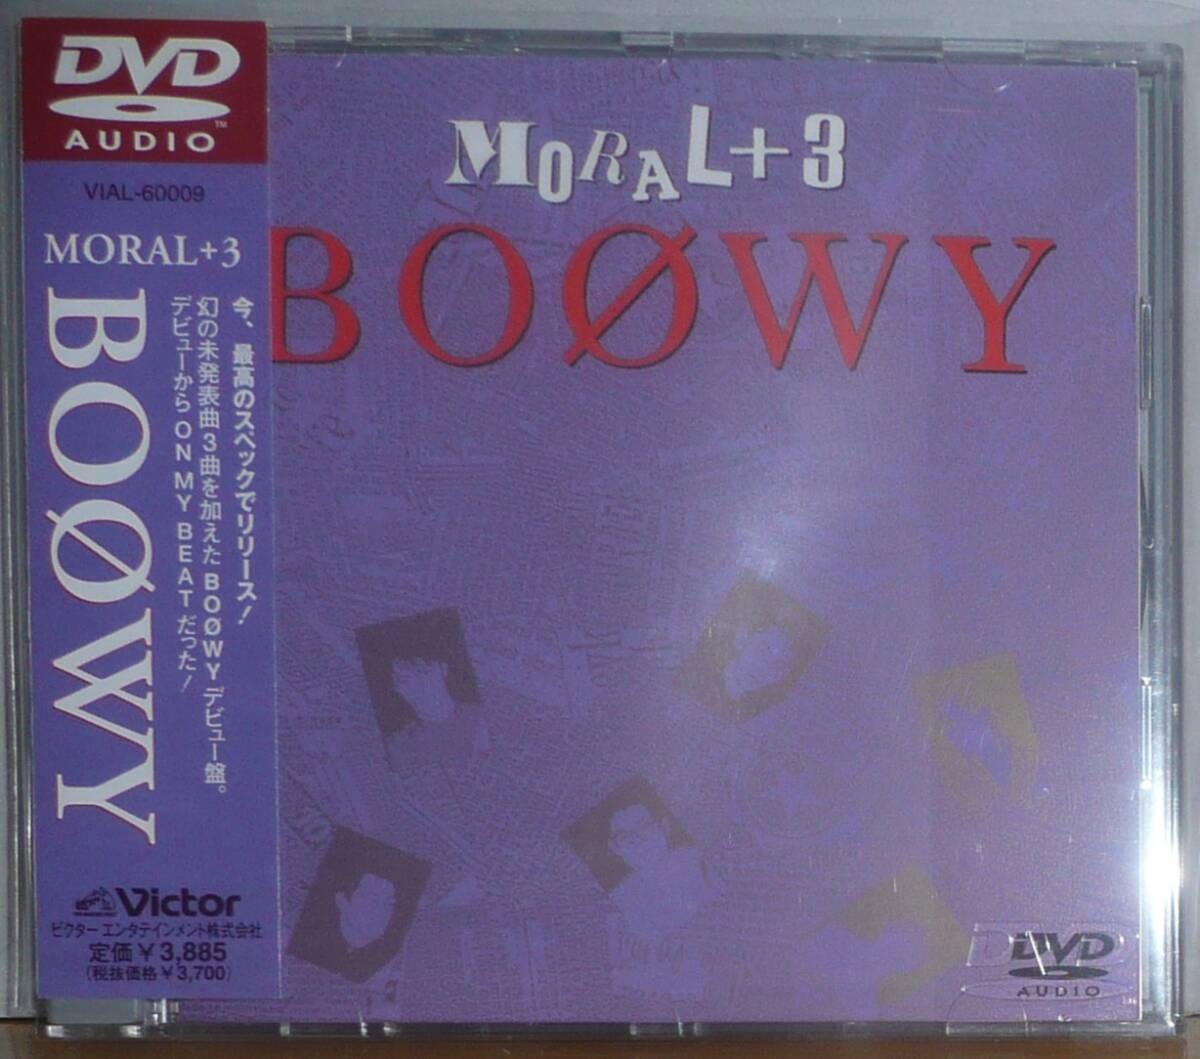 DVD
AUDIO™
VIAL-60009
MORAL+3
BOØWY
今、最高のスペックでリリース!
幻の未発表曲3曲を加えたBOØWYデビュー盤。
デビューからON MY BEATだった!
Victor
ビクターエンタテインメント株式会社
定価￥3,885
(税抜価格￥3,700)
MORAL+3
BOØWY
DVD
AUDIO